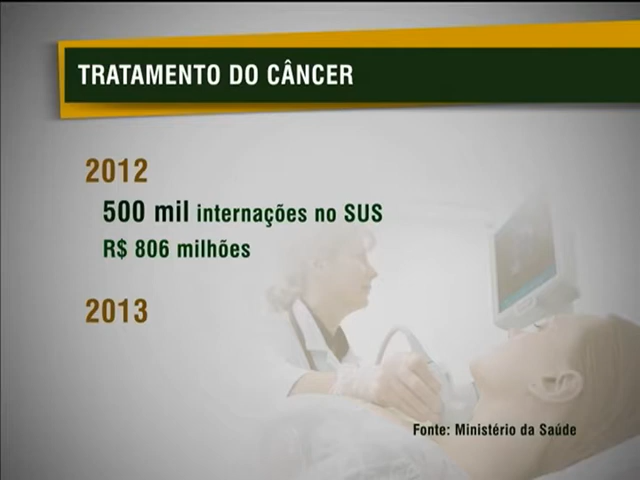 TRATAMENTO DO CÂNCER
2012
500 mil internações no SUS
R$ 806 milhões
2013
Fonte: Ministério da Saúde